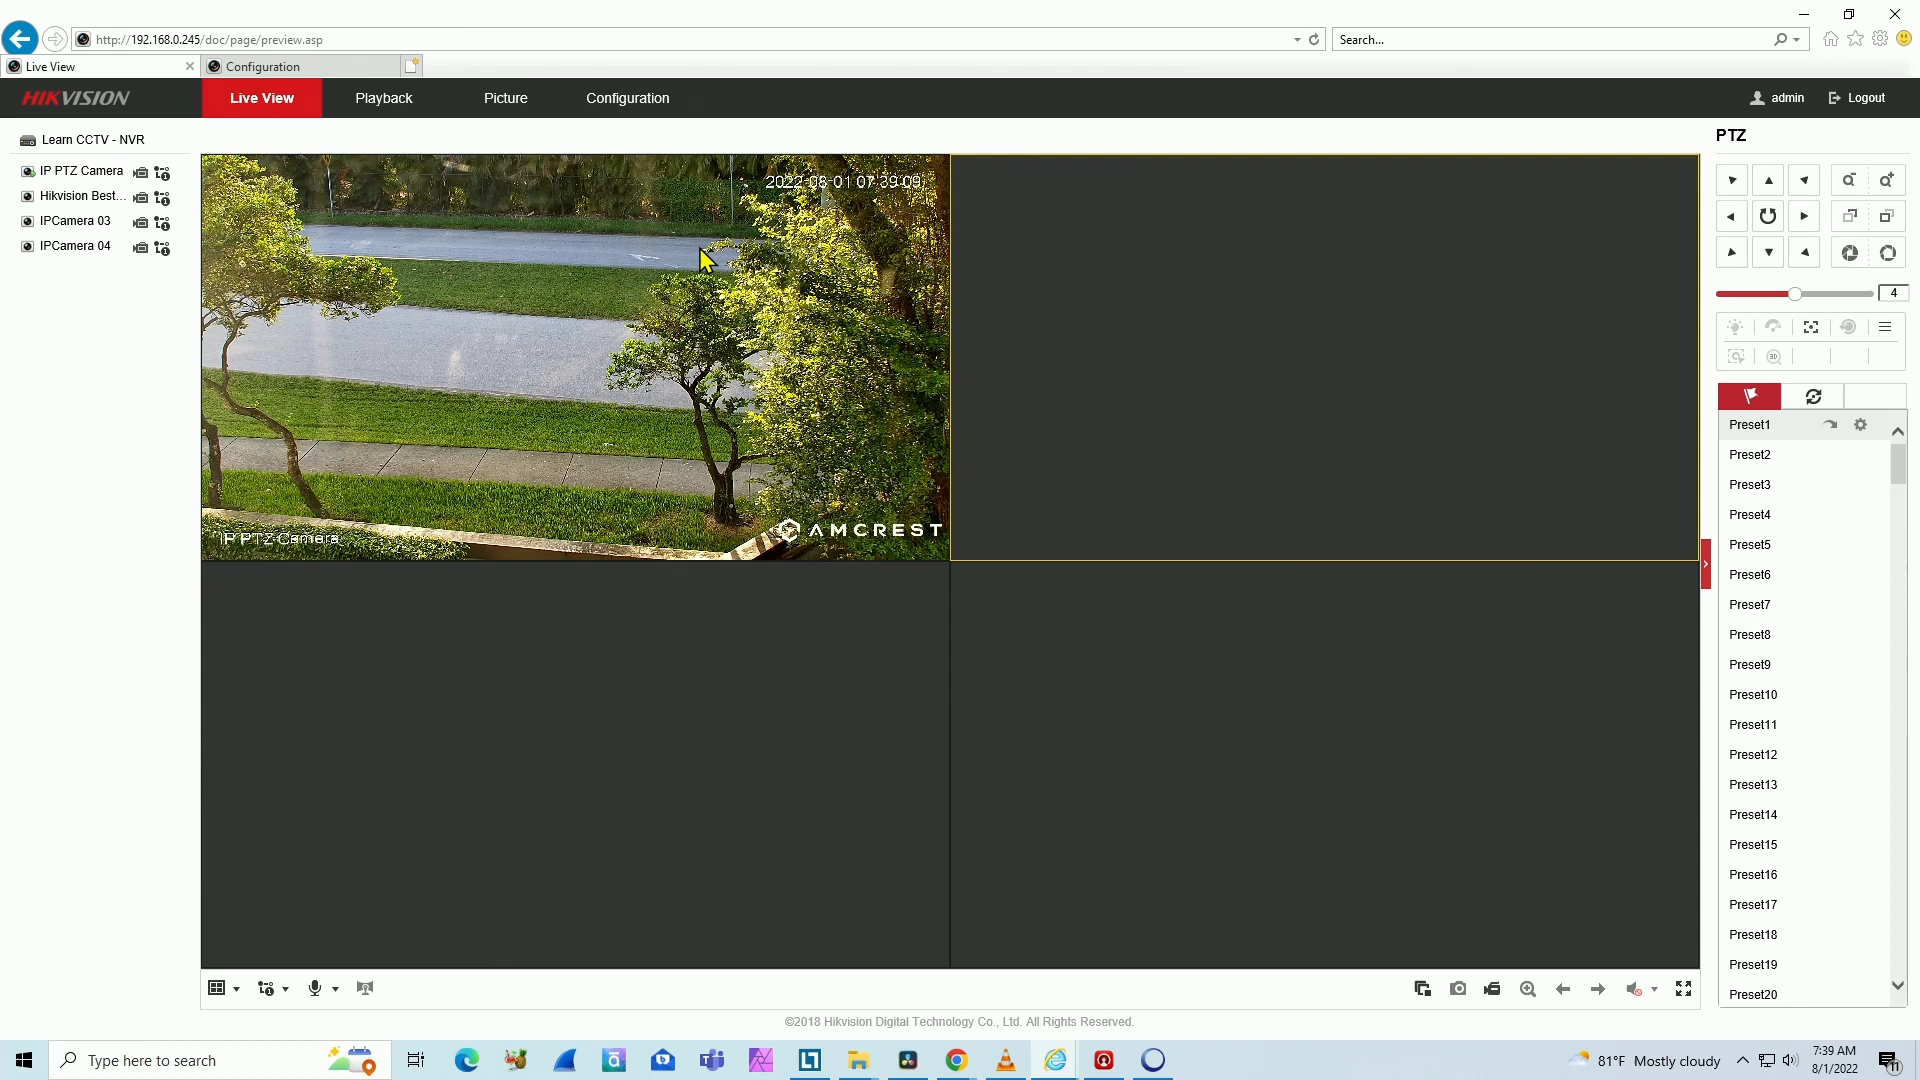 http://192.168.0.245/doc/page/preview.asp
Search...
Live View
Configuration
HIKVISION
Live View
Playback
Picture
Configuration
admin
Logout
Learn CCTV - NVR
IP PTZ Camera
Hikvision Best...
IPCamera 03
IPCamera 04
2022-08-01 07:39:09
AMCREST
IP PTZ Camera
PTZ
4
3D
Preset1
Preset2
Preset3
Preset4
Preset5
Preset6
Preset7
Preset8
Preset9
Preset10
Preset11
Preset12
Preset13
Preset14
Preset15
Preset16
Preset17
Preset18
Preset19
Preset20
©2018 Hikvision Digital Technology Co., Ltd. All Rights Reserved.
Type here to search
81°F Mostly cloudy
7:39 AM
8/1/2022
11